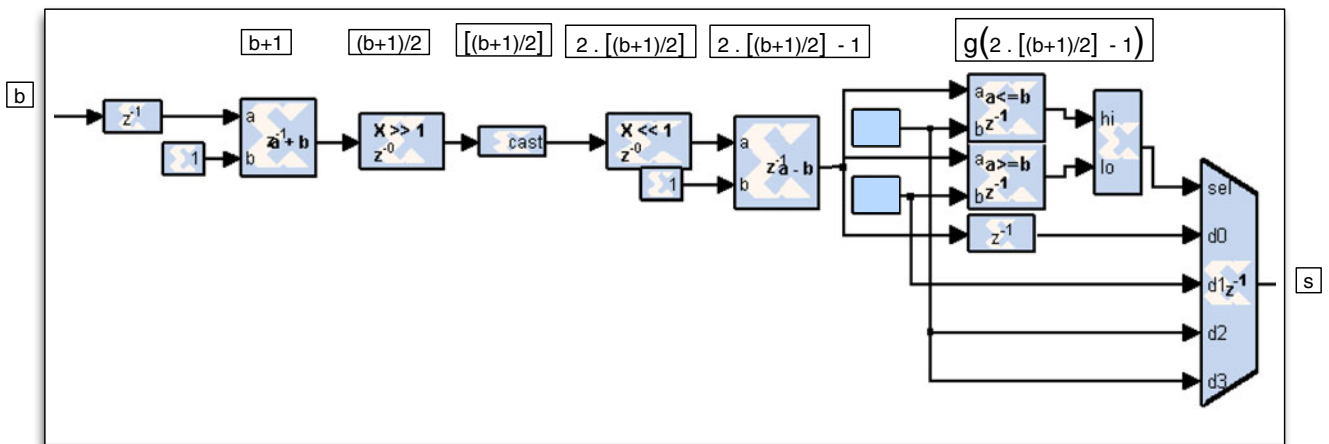 b+1 (b+1)/2 [(b+1)/2] 2 . [(b+1)/2] 2 . [(b+1)/2] - 1 g(2 . [(b+1)/2] - 1)
b
z-1
1
a
b
z-1
a + b
X >> 1
z-0
cast
X << 1
z-0
1
a
b
z-1
a - b
a
b
a<=b
z-1
a
b
a>=b
z-1
z-1
hi
lo
sel
d0
d1
z-1
d2
d3
s